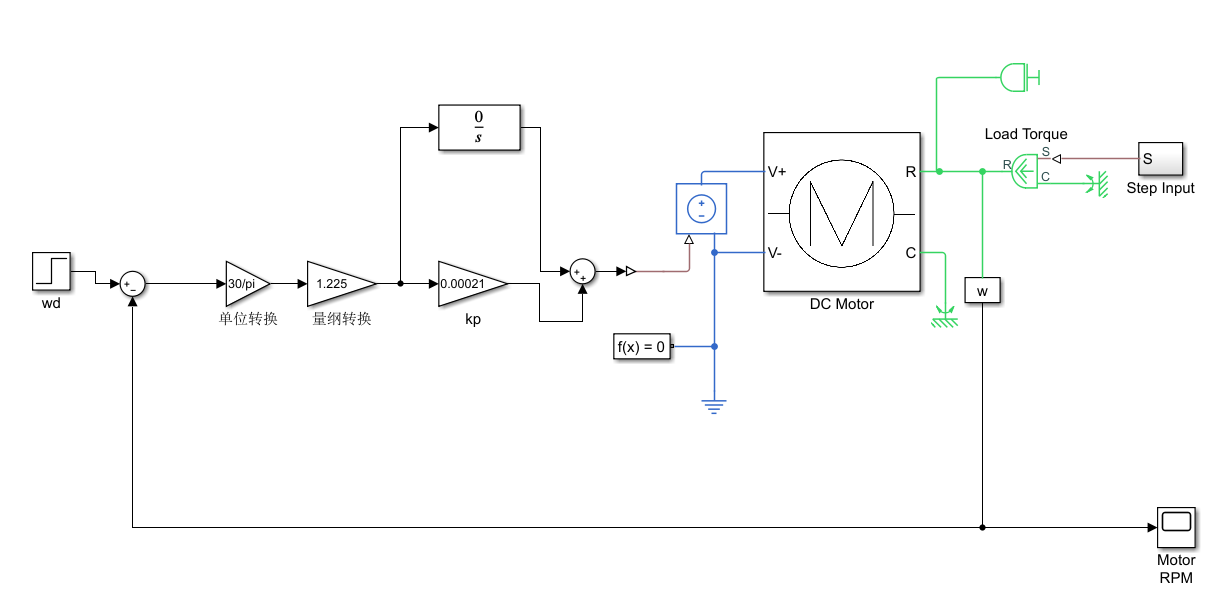 0
s
wd
+
−
30/pi
单位转换
1.225
量纲转换
0.00021
kp
+
+
+
−
V+
V-
R
C
DC Motor
f(x) = 0
Load Torque
R
S
C
S
Step Input
w
Motor
RPM